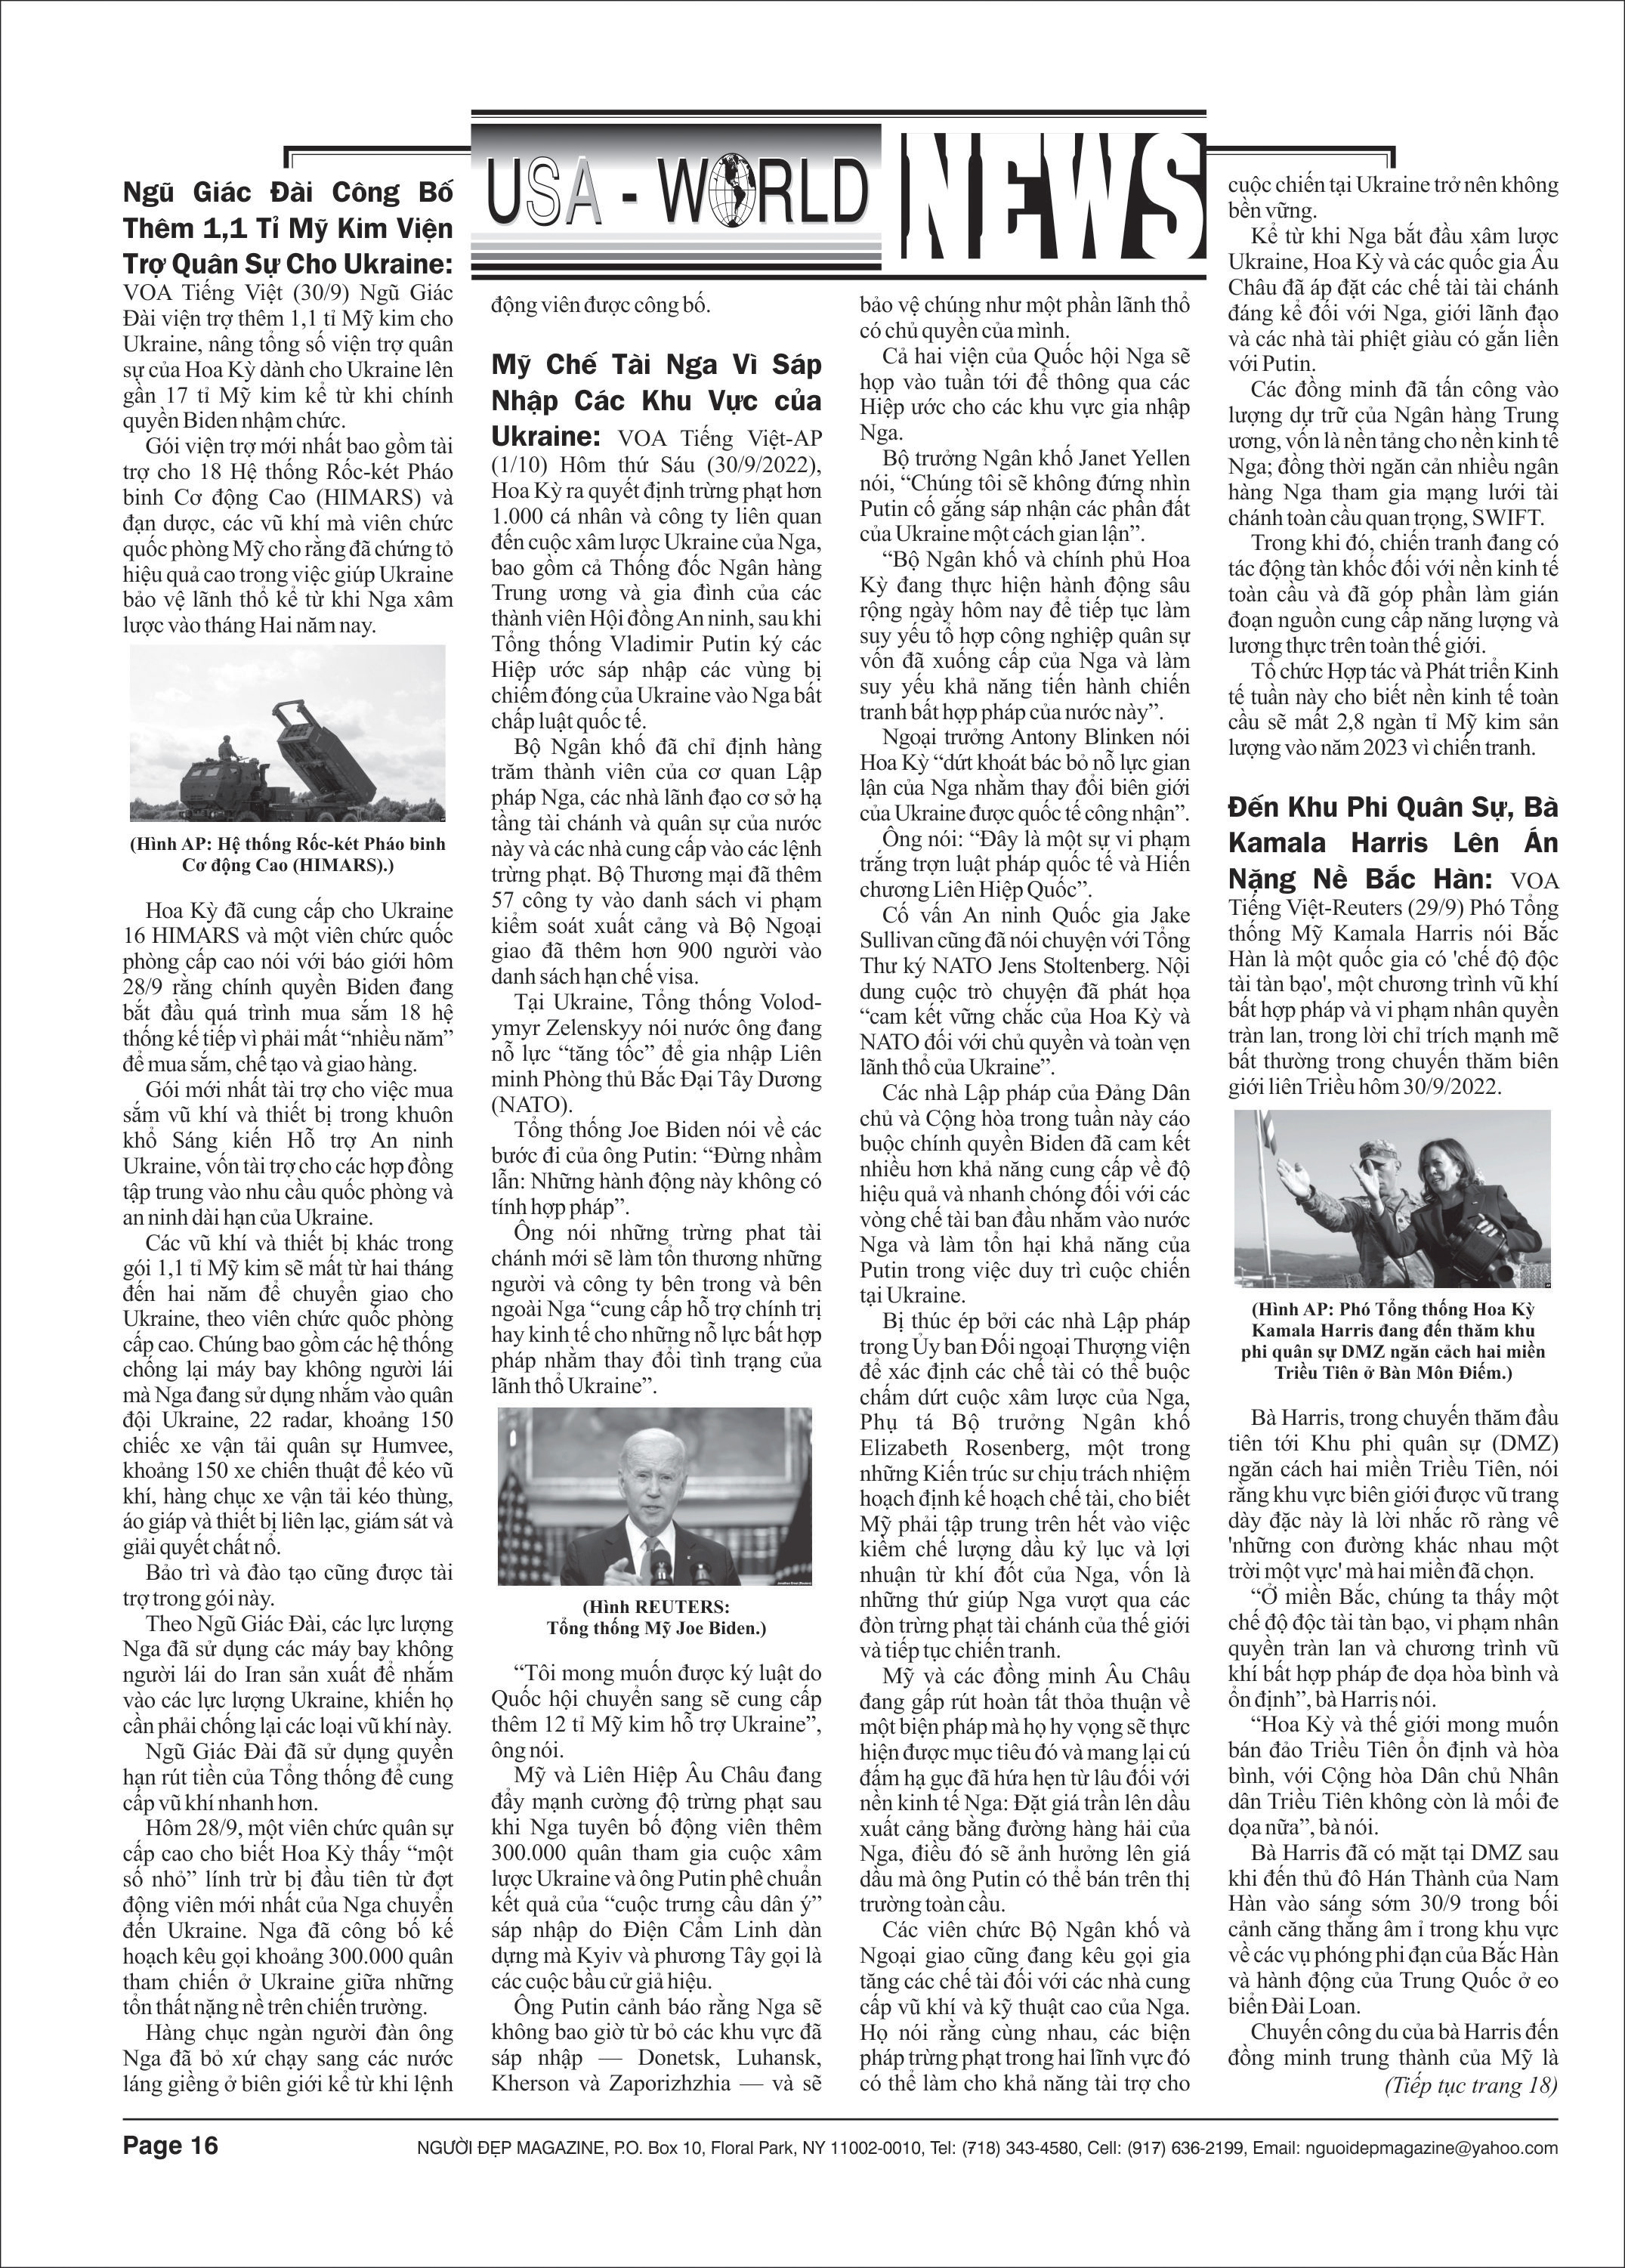 USA - WORLD NEWS
Ngũ Giác Đài Công Bố
Thêm 1,1 Tỉ Mỹ Kim Viện
Trợ Quân Sự Cho Ukraine:
VOA Tiếng Việt (30/9) Ngũ Giác
Đài viện trợ thêm 1,1 tỉ Mỹ kim cho
Ukraine, nâng tổng số viện trợ quân
sự của Hoa Kỳ dành cho Ukraine lên
gần 17 tỉ Mỹ kim kể từ khi chính
quyền Biden nhậm chức.
Gói viện trợ mới nhất bao gồm tài
trợ cho 18 Hệ thống Rốc-két Pháo
binh Cơ động Cao (HIMARS) và
đạn dược, các vũ khí mà viên chức
quốc phòng Mỹ cho rằng đã chứng tỏ
hiệu quả cao trong việc giúp Ukraine
bảo vệ lãnh thổ kể từ khi Nga xâm
lược vào tháng Hai năm nay.
(Hình AP: Hệ thống Rốc-két Pháo binh
Cơ động Cao (HIMARS).)
Hoa Kỳ đã cung cấp cho Ukraine
16 HIMARS và một viên chức quốc
phòng cấp cao nói với báo giới hôm
28/9 rằng chính quyền Biden đang
bắt đầu quá trình mua sắm 18 hệ
thống kế tiếp vì phải mất “nhiều năm”
để mua sắm, chế tạo và giao hàng.
Gói mới nhất tài trợ cho việc mua
sắm vũ khí và thiết bị trong khuôn
khổ Sáng kiến Hỗ trợ An ninh
Ukraine, vốn tài trợ cho các hợp đồng
tập trung vào nhu cầu quốc phòng và
an ninh dài hạn của Ukraine.
Các vũ khí và thiết bị khác trong
gói 1,1 tỉ Mỹ kim sẽ mất từ hai tháng
đến hai năm để chuyển giao cho
Ukraine, theo viên chức quốc phòng
cấp cao. Chúng bao gồm các hệ thống
chống lại máy bay không người lái
mà Nga đang sử dụng nhắm vào quân
đội Ukraine, 22 radar, khoảng 150
chiếc xe vận tải quân sự Humvee,
khoảng 150 xe chiến thuật để kéo vũ
khí, hàng chục xe vận tải kéo thùng,
áo giáp và thiết bị liên lạc, giám sát và
giải quyết chất nổ.
Bảo trì và đào tạo cũng được tài
trợ trong gói này.
Theo Ngũ Giác Đài, các lực lượng
Nga đã sử dụng các máy bay không
người lái do Iran sản xuất để nhắm
vào các lực lượng Ukraine, khiến họ
cần phải chống lại các loại vũ khí này.
Ngũ Giác Đài đã sử dụng quyền
hạn rút tiền của Tổng thống để cung
cấp vũ khí nhanh hơn.
Hôm 28/9, một viên chức quân sự
cấp cao cho biết Hoa Kỳ thấy “một
số nhỏ” lính trừ bị đầu tiên từ đợt
động viên mới nhất của Nga chuyển
đến Ukraine. Nga đã công bố kế
hoạch kêu gọi khoảng 300.000 quân
tham chiến ở Ukraine giữa những
tổn thất nặng nề trên chiến trường.
Hàng chục ngàn người đàn ông
Nga đã bỏ xứ chạy sang các nước
láng giềng ở biên giới kể từ khi lệnh
động viên được công bố.
Mỹ Chế Tài Nga Vì Sáp
Nhập Các Khu Vực của
Ukraine: VOA Tiếng Việt-AP
(1/10) Hôm thứ Sáu (30/9/2022),
Hoa Kỳ ra quyết định trừng phạt hơn
1.000 cá nhân và công ty liên quan
đến cuộc xâm lược Ukraine của Nga,
bao gồm cả Thống đốc Ngân hàng
Trung ương và gia đình của các
thành viên Hội đồng An ninh, sau khi
Tổng thống Vladimir Putin ký các
Hiệp ước sáp nhập các vùng bị
chiếm đóng của Ukraine vào Nga bất
chấp luật quốc tế.
Bộ Ngân khố đã chỉ định hàng
trăm thành viên của cơ quan Lập
pháp Nga, các nhà lãnh đạo cơ sở hạ
tầng tài chánh và quân sự của nước
này và các nhà cung cấp vào các lệnh
trừng phạt. Bộ Thương mại đã thêm
57 công ty vào danh sách vi phạm
kiểm soát xuất cảng và Bộ Ngoại
giao đã thêm hơn 900 người vào
danh sách hạn chế visa.
Tại Ukraine, Tổng thống Volod-
ymyr Zelenskyy nói nước ông đang
nỗ lực “tăng tốc” để gia nhập Liên
minh Phòng thủ Bắc Đại Tây Dương
(NATO).
Tổng thống Joe Biden nói về các
bước đi của ông Putin: “Đừng nhầm
lẫn: Những hành động này không có
tính hợp pháp”.
Ông nói những trừng phat tài
chánh mới sẽ làm tổn thương những
người và công ty bên trong và bên
ngoài Nga “cung cấp hỗ trợ chính trị
hay kinh tế cho những nỗ lực bất hợp
pháp nhằm thay đổi tình trạng của
lãnh thổ Ukraine”.
(Hình REUTERS:
Tổng thống Mỹ Joe Biden.)
“Tôi mong muốn được ký luật do
Quốc hội chuyển sang sẽ cung cấp
thêm 12 tỉ Mỹ kim hỗ trợ Ukraine”,
ông nói.
Mỹ và Liên Hiệp Âu Châu đang
đẩy mạnh cường độ trừng phạt sau
khi Nga tuyên bố động viên thêm
300.000 quân tham gia cuộc xâm
lược Ukraine và ông Putin phê chuẩn
kết quả của “cuộc trưng cầu dân ý”
sáp nhập do Điện Cẩm Linh dàn
dựng mà Kyiv và phương Tây gọi là
các cuộc bầu cử giả hiệu.
Ông Putin cảnh báo rằng Nga sẽ
không bao giờ từ bỏ các khu vực đã
sáp nhập — Donetsk, Luhansk,
Kherson và Zaporizhzhia — và sẽ
bảo vệ chúng như một phần lãnh thổ
có chủ quyền của mình.
Cả hai viện của Quốc hội Nga sẽ
họp vào tuần tới để thông qua các
Hiệp ước cho các khu vực gia nhập
Nga.
Bộ trưởng Ngân khố Janet Yellen
nói, “Chúng tôi sẽ không đứng nhìn
Putin cố gắng sáp nhận các phần đất
của Ukraine một cách gian lận”.
“Bộ Ngân khố và chính phủ Hoa
Kỳ đang thực hiện hành động sâu
rộng ngày hôm nay để tiếp tục làm
suy yếu tổ hợp công nghiệp quân sự
vốn đã xuống cấp của Nga và làm
suy yếu khả năng tiến hành chiến
tranh bất hợp pháp của nước này”.
Ngoại trưởng Antony Blinken nói
Hoa Kỳ “dứt khoát bác bỏ nỗ lực gian
lận của Nga nhằm thay đổi biên giới
của Ukraine được quốc tế công nhận”.
Ông nói: “Đây là một sự vi phạm
trắng trợn luật pháp quốc tế và Hiến
chương Liên Hiệp Quốc”.
Cố vấn An ninh Quốc gia Jake
Sullivan cũng đã nói chuyện với Tổng
Thư ký NATO Jens Stoltenberg. Nội
dung cuộc trò chuyện đã phát họa
“cam kết vững chắc của Hoa Kỳ và
NATO đối với chủ quyền và toàn vẹn
lãnh thổ của Ukraine”.
Các nhà Lập pháp của Đảng Dân
chủ và Cộng hòa trong tuần này cáo
buộc chính quyền Biden đã cam kết
nhiều hơn khả năng cung cấp về độ
hiệu quả và nhanh chóng đối với các
vòng chế tài ban đầu nhắm vào nước
Nga và làm tổn hại khả năng của
Putin trong việc duy trì cuộc chiến
tại Ukraine.
Bị thúc ép bởi các nhà Lập pháp
trong Ủy ban Đối ngoại Thượng viện
để xác định các chế tài có thể buộc
chấm dứt cuộc xâm lược của Nga,
Phụ tá Bộ trưởng Ngân khố
Elizabeth Rosenberg, một trong
những Kiến trúc sư chịu trách nhiệm
hoạch định kế hoạch chế tài, cho biết
Mỹ phải tập trung trên hết vào việc
kiềm chế lượng dầu kỷ lục và lợi
nhuận từ khí đốt của Nga, vốn là
những thứ giúp Nga vượt qua các
đòn trừng phạt tài chánh của thế giới
và tiếp tục chiến tranh.
Mỹ và các đồng minh Âu Châu
đang gấp rút hoàn tất thỏa thuận về
một biện pháp mà họ hy vọng sẽ thực
hiện được mục tiêu đó và mang lại cú
đấm hạ gục đã hứa hẹn từ lâu đối với
nền kinh tế Nga: Đặt giá trần lên dầu
xuất cảng bằng đường hàng hải của
Nga, điều đó sẽ ảnh hưởng lên giá
dầu mà ông Putin có thể bán trên thị
trường toàn cầu.
Các viên chức Bộ Ngân khố và
Ngoại giao cũng đang kêu gọi gia
tăng các chế tài đối với các nhà cung
cấp vũ khí và kỹ thuật cao của Nga.
Họ nói rằng cùng nhau, các biện
pháp trừng phạt trong hai lĩnh vực đó
có thể làm cho khả năng tài trợ cho
cuộc chiến tại Ukraine trở nên không
bền vững.
Kể từ khi Nga bắt đầu xâm lược
Ukraine, Hoa Kỳ và các quốc gia Âu
Châu đã áp đặt các chế tài tài chánh
đáng kể đối với Nga, giới lãnh đạo
và các nhà tài phiệt giàu có gắn liền
với Putin.
Các đồng minh đã tấn công vào
lượng dự trữ của Ngân hàng Trung
ương, vốn là nền tảng cho nền kinh tế
Nga; đồng thời ngăn cản nhiều ngân
hàng Nga tham gia mạng lưới tài
chánh toàn cầu quan trọng, SWIFT.
Trong khi đó, chiến tranh đang có
tác động tàn khốc đối với nền kinh tế
toàn cầu và đã góp phần làm gián
đoạn nguồn cung cấp năng lượng và
lương thực trên toàn thế giới.
Tổ chức Hợp tác và Phát triển Kinh
tế tuần này cho biết nền kinh tế toàn
cầu sẽ mất 2,8 ngàn tỉ Mỹ kim sản
lượng vào năm 2023 vì chiến tranh.
Đến Khu Phi Quân Sự, Bà
Kamala Harris Lên Án
Nặng Nề Bắc Hàn: VOA
Tiếng Việt-Reuters (29/9) Phó Tổng
thống Mỹ Kamala Harris nói Bắc
Hàn là một quốc gia có 'chế độ độc
tài tàn bạo', một chương trình vũ khí
bất hợp pháp và vi phạm nhân quyền
tràn lan, trong lời chỉ trích mạnh mẽ
bất thường trong chuyến thăm biên
giới liên Triều hôm 30/9/2022.
(Hình AP: Phó Tổng thống Hoa Kỳ
Kamala Harris đang đến thăm khu
phi quân sự DMZ ngăn cách hai miền
Triều Tiên ở Bàn Môn Điếm.)
Bà Harris, trong chuyến thăm đầu
tiên tới Khu phi quân sự (DMZ)
ngăn cách hai miền Triều Tiên, nói
rằng khu vực biên giới được vũ trang
dày đặc này là lời nhắc rõ ràng về
'những con đường khác nhau một
trời một vực' mà hai miền đã chọn.
“Ở miền Bắc, chúng ta thấy một
chế độ độc tài tàn bạo, vi phạm nhân
quyền tràn lan và chương trình vũ
khí bất hợp pháp đe dọa hòa bình và
ổn định”, bà Harris nói.
“Hoa Kỳ và thế giới mong muốn
bán đảo Triều Tiên ổn định và hòa
bình, với Cộng hòa Dân chủ Nhân
dân Triều Tiên không còn là mối đe
dọa nữa”, bà nói.
Bà Harris đã có mặt tại DMZ sau
khi đến thủ đô Hán Thành của Nam
Hàn vào sáng sớm 30/9 trong bối
cảnh căng thẳng âm ỉ trong khu vực
về các vụ phóng phi đạn của Bắc Hàn
và hành động của Trung Quốc ở eo
biển Đài Loan.
Chuyến công du của bà Harris đến
đồng minh trung thành của Mỹ là
(Tiếp tục trang 18)
Page 16
NGƯỜI ĐẸP MAGAZINE, P.O. Box 10, Floral Park, NY 11002-0010, Tel: (718) 343-4580, Cell: (917) 636-2199, Email: nguoidepmagazine@yahoo.com